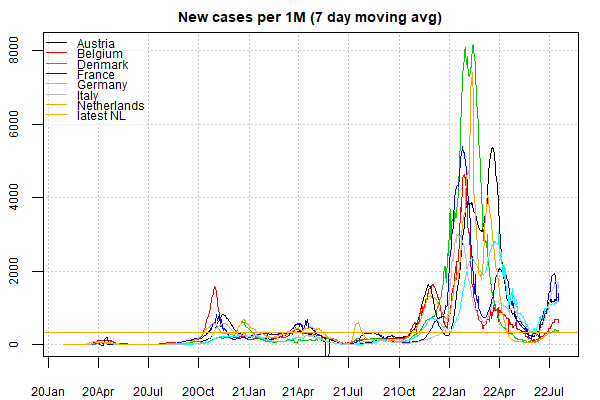 New cases per 1M (7 day moving avg)
Austria
Belgium
Denmark
France
Germany
Italy
Netherlands
latest NL
8000
6000
4000
2000
0
20Jan 20Apr 20Jul 20Oct 21Jan 21Apr 21Jul 21Oct 22Jan 22Apr 22Jul